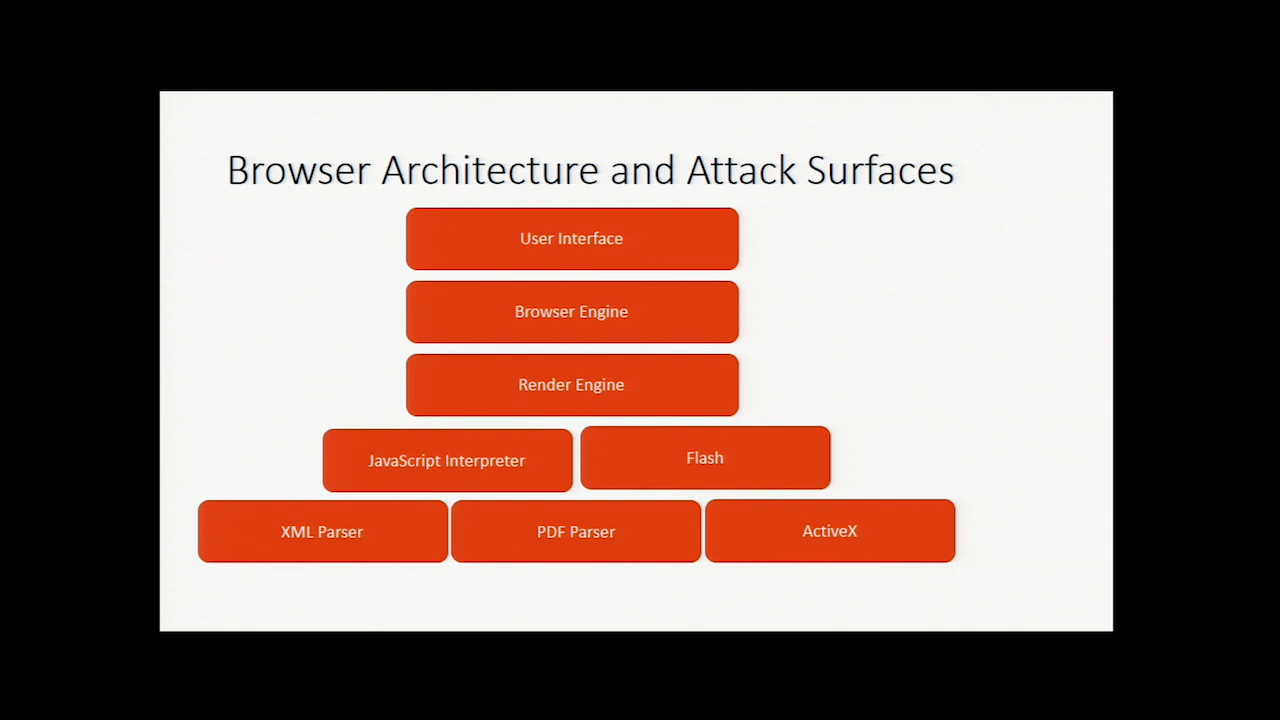 Browser Architecture and Attack Surfaces
User Interface
Browser Engine
Render Engine
JavaScript Interpreter
Flash
XML Parser
PDF Parser
ActiveX